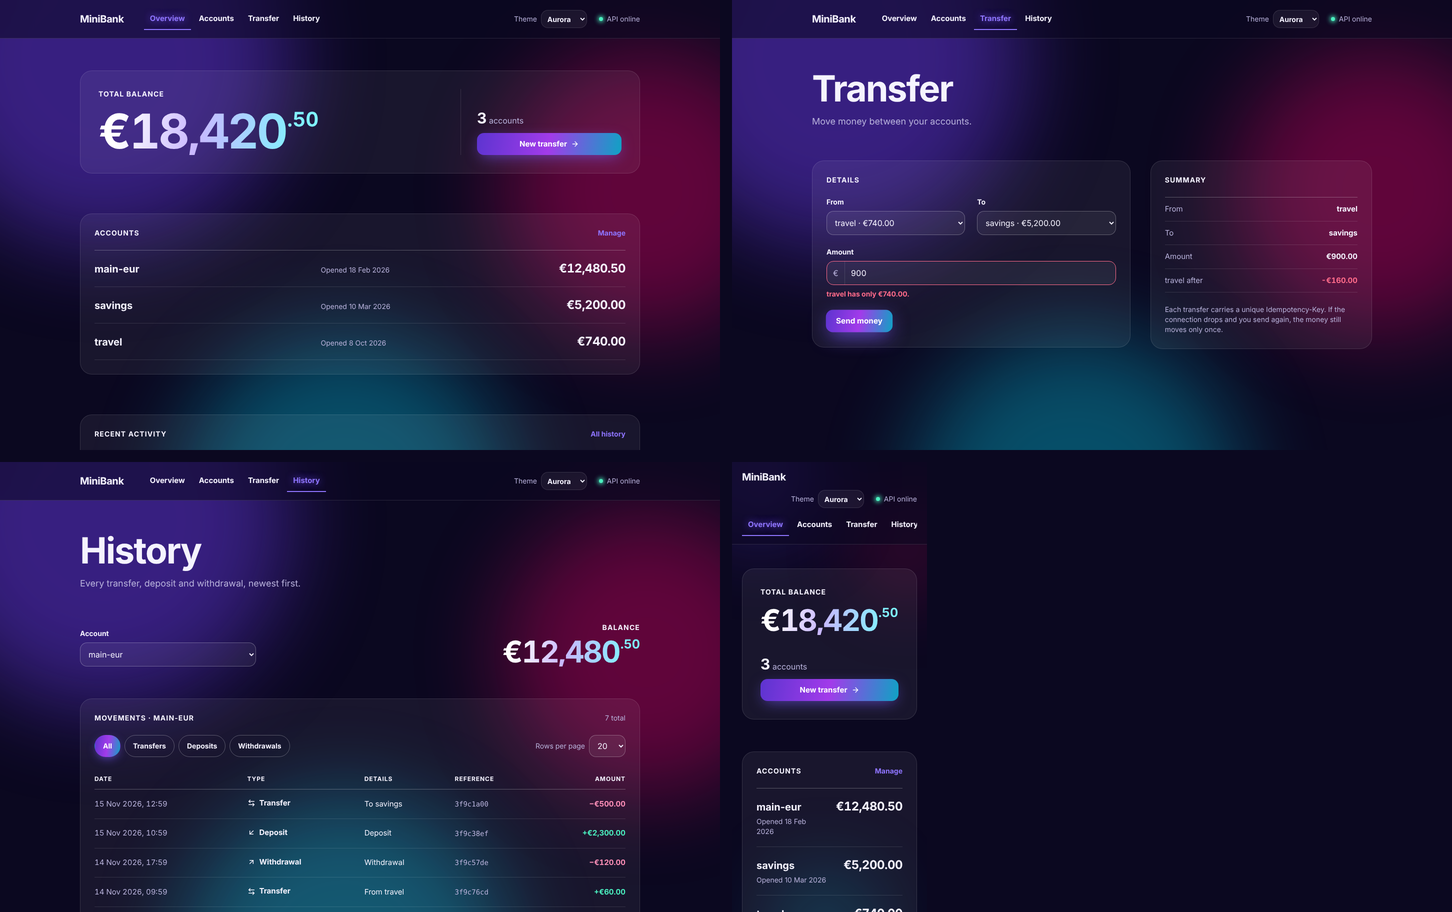 MiniBank Overview Accounts Transfer History Theme Aurora API online
TOTAL BALANCE
€18,420.50
3 accounts
New transfer →
ACCOUNTS Manage
main-eur Opened 18 Feb 2026 €12,480.50
savings Opened 10 Mar 2026 €5,200.00
travel Opened 8 Oct 2026 €740.00
RECENT ACTIVITY All history
MiniBank Overview Accounts Transfer History Theme Aurora API online
Transfer
Move money between your accounts.
DETAILS
From To
travel · €740.00 savings · €5,200.00
Amount
€ 900
travel has only €740.00.
Send money
SUMMARY
From travel
To savings
Amount €900.00
travel after -€160.00
Each transfer carries a unique Idempotency-Key. If the
connection drops and you send again, the money still
moves only once.
MiniBank Overview Accounts Transfer History Theme Aurora API online
History
Every transfer, deposit and withdrawal, newest first.
Account
main-eur
BALANCE
€12,480.50
MOVEMENTS · MAIN-EUR 7 total
All Transfers Deposits Withdrawals Rows per page 20
DATE TYPE DETAILS REFERENCE AMOUNT
15 Nov 2026, 12:59 Transfer To savings 3f9c1a00 −€500.00
15 Nov 2026, 10:59 Deposit Deposit 3f9c38ef +€2,300.00
14 Nov 2026, 17:59 Withdrawal Withdrawal 3f9c57de −€120.00
14 Nov 2026, 09:59 Transfer From travel 3f9c76cd +€60.00
MiniBank
Theme Aurora API online
Overview Accounts Transfer History
TOTAL BALANCE
€18,420.50
3 accounts
New transfer →
ACCOUNTS Manage
main-eur €12,480.50
Opened 18 Feb
2026
savings €5,200.00
Opened 10 Mar 2026